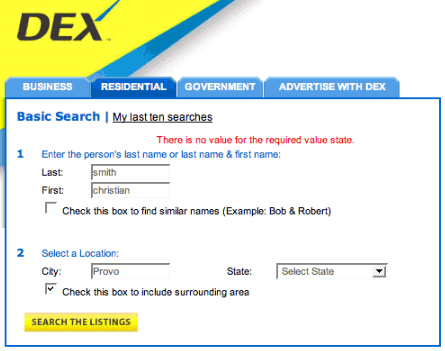 DEX
BUSINESS RESIDENTIAL GOVERNMENT ADVERTISE WITH DEX
Basic Search | My last ten searches
There is no value for the required value state.
1 Enter the person's last name or last name & first name:
Last: smith
First: christian
Check this box to find similar names (Example: Bob & Robert)
2 Select a Location:
City: Provo State: Select State
Check this box to include surrounding area
SEARCH THE LISTINGS